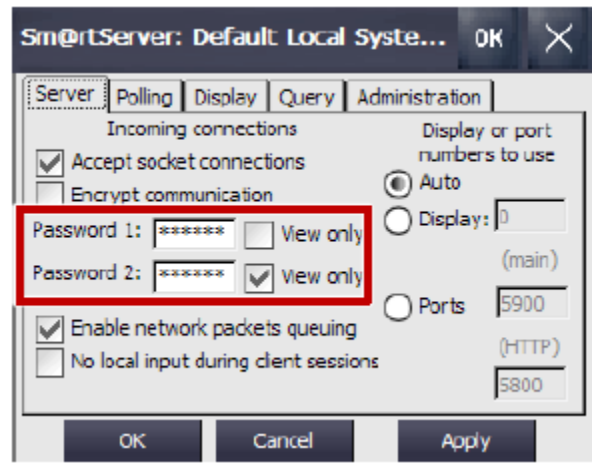 Sm@rtServer: Default Local Syste... OK
Server Polling Display Query Administration
Incoming connections
Display or port
numbers to use
Accept socket connections
Auto
Encrypt communication
Display: 0
Password 1: ****** View only
(main)
Password 2: ****** View only
Ports 5900
Enable network packets queuing
(HTTP)
No local input during client sessions
5800
OK Cancel Apply